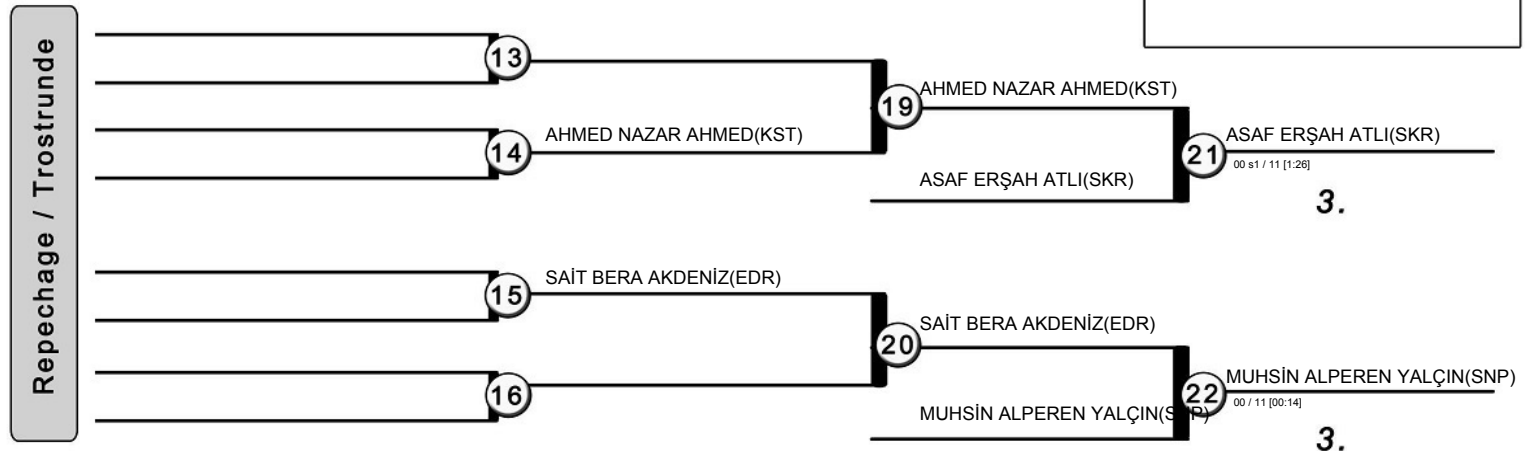 Repechage / Trostrunde
13
14
AHMED NAZAR AHMED(KST)
19
AHMED NAZAR AHMED(KST)
ASAF ERŞAH ATLI(SKR)
21
ASAF ERŞAH ATLI(SKR)
00 s1 / 11 [1:26]
3.
15
SAİT BERA AKDENİZ(EDR)
16
20
SAİT BERA AKDENİZ(EDR)
MUHSİN ALPEREN YALÇIN(SNP)
22
MUHSİN ALPEREN YALÇIN(SNP)
00 / 11 [00:14]
3.